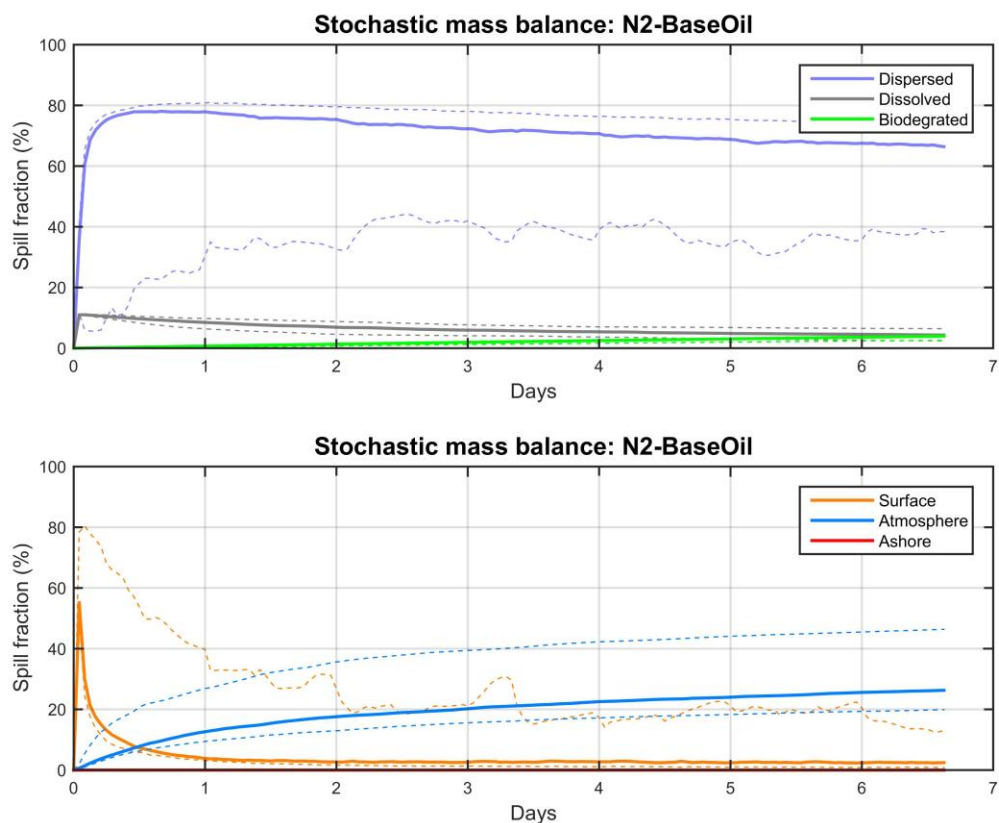 Stochastic mass balance: N2-BaseOil
100
80
60
40
20
0
Spill fraction (%)
Dispersed
Dissolved
Biodegrated
0 1 2 3 4 5 6 7
Days
Stochastic mass balance: N2-BaseOil
100
80
60
40
20
0
Spill fraction (%)
Surface
Atmosphere
Ashore
0 1 2 3 4 5 6 7
Days